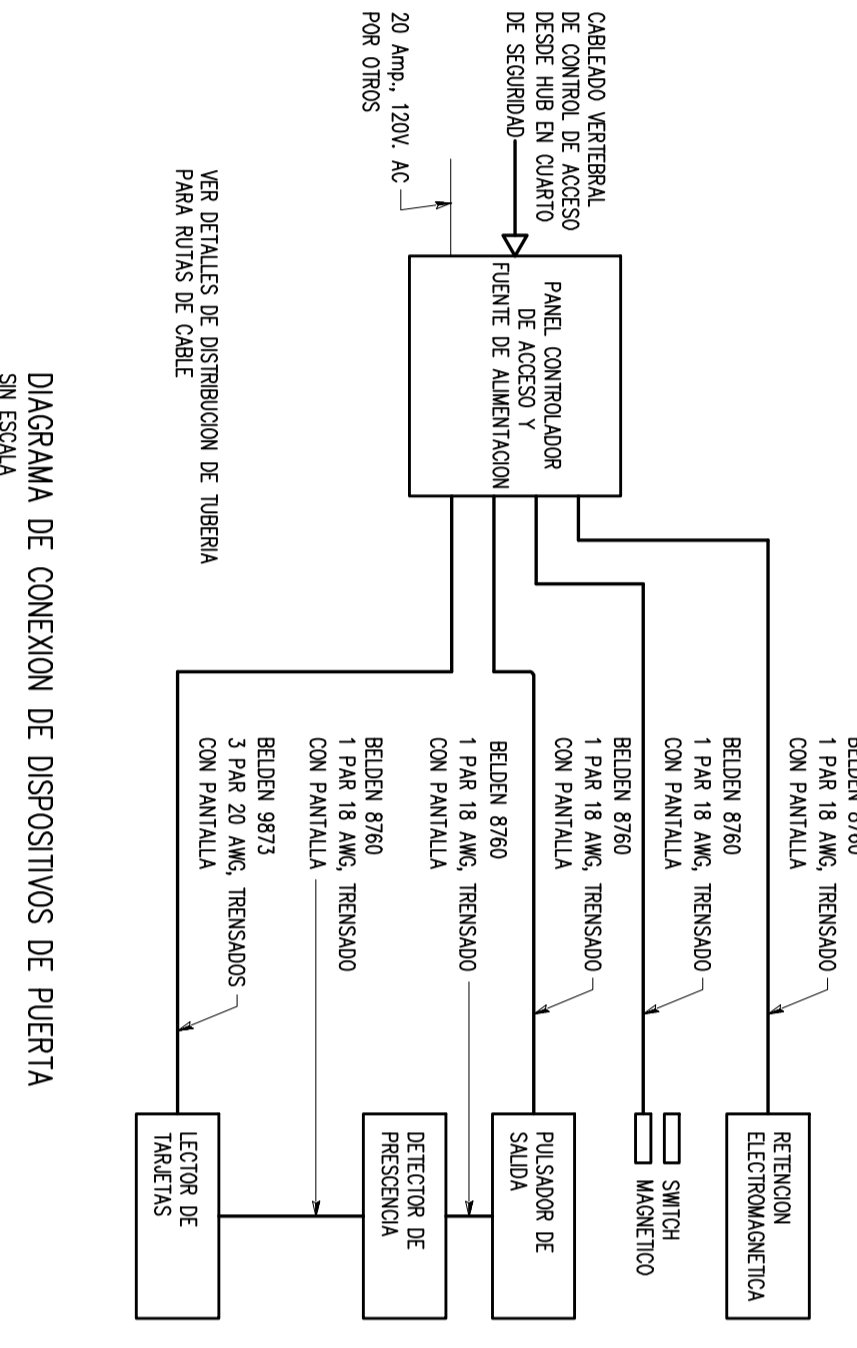 BELDEN 8760
1 PAR 18 AWG, TRENSADO
CON PANTALLA
RETENCION
ELECTROMAGNETICA
BELDEN 8760
1 PAR 18 AWG, TRENSADO
CON PANTALLA
SWITCH
MAGNETICO
CABLEADO VERTEBRAL
DE CONTROL DE ACCESO
DESDE HUB EN CUARTO
DE SEGURIDAD
PANEL CONTROLADOR
DE ACCESO Y
FUENTE DE ALIMENTACION
BELDEN 8760
1 PAR 18 AWG, TRENSADO
CON PANTALLA
PULSADOR DE
SALIDA
20 Amp., 120V. AC
POR OTROS
BELDEN 8760
1 PAR 18 AWG, TRENSADO
CON PANTALLA
DETECTOR DE
PRESCENCIA
BELDEN 8760
1 PAR 18 AWG, TRENSADO
CON PANTALLA
BELDEN 9873
3 PAR 20 AWG, TRENSADOS
CON PANTALLA
LECTOR DE
TARJETAS
VER DETALLES DE DISTRIBUCION DE TUBERIA
PARA RUTAS DE CABLE
DIAGRAMA DE CONEXION DE DISPOSITIVOS DE PUERTA
SIN ESCALA